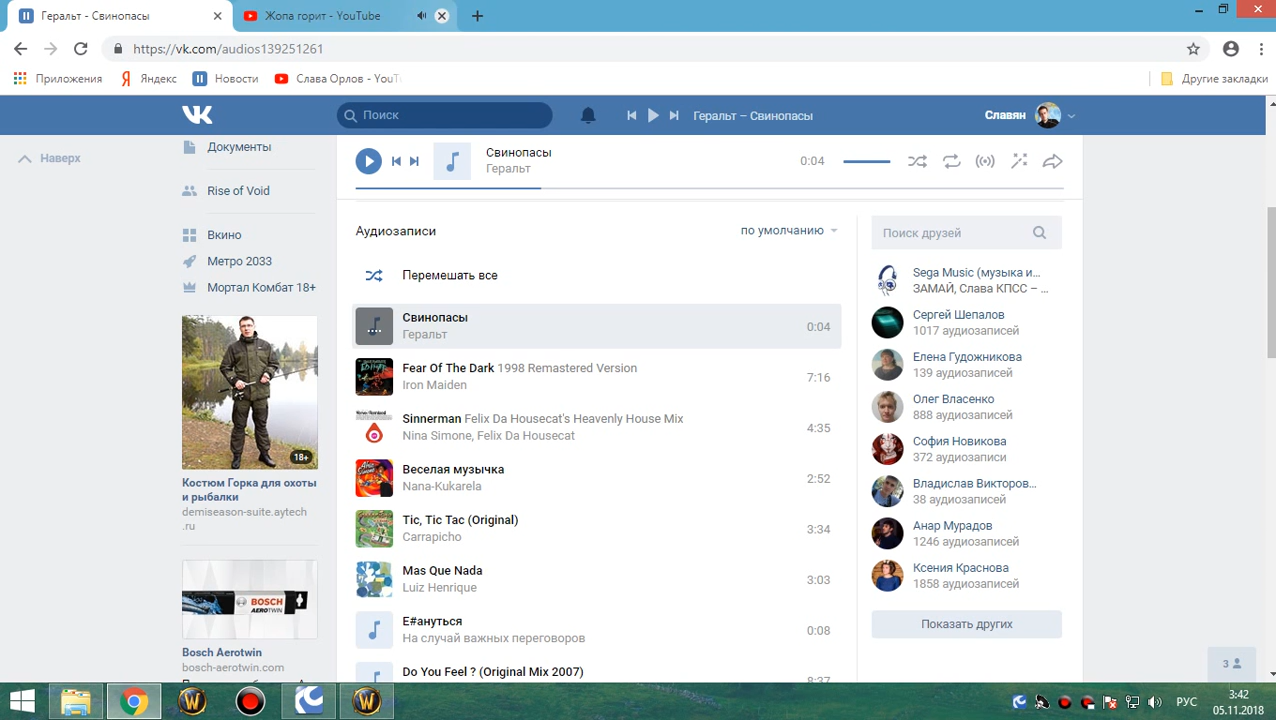 Геральт - Свинопасы
Жопа горит - YouTube
https://vk.com/audios139251261
Приложения
Яндекс
Новости
Слава Орлов - YouT
Другие закладки
Поиск
Геральт – Свинопасы
Славян
Наверх
Документы
Rise of Void
Вкино
Метро 2033
Мортал Комбат 18+
18+
Костюм Горка для охоты
и рыбалки
demiseason-suite.aytech
.ru
BOSCH
AEROTWIN
Bosch Aerotwin
bosch-aerotwin.com
Свинопасы
Геральт
0:04
Аудиозаписи
по умолчанию
Перемешать все
Свинопасы
Геральт
0:04
Fear Of The Dark 1998 Remastered Version
Iron Maiden
7:16
Sinnerman Felix Da Housecat's Heavenly House Mix
Nina Simone, Felix Da Housecat
4:35
Веселая музычка
Nana-Kukarela
2:52
Tic, Tic Tac (Original)
Carrapicho
3:34
Mas Que Nada
Luiz Henrique
3:03
Е#ануться
На случай важных переговоров
0:08
Do You Feel ? (Original Mix 2007)
8:37
Поиск друзей
Sega Music (музыка и...
ЗАМАЙ, Слава КПСС – ...
Сергей Шепалов
1017 аудиозаписей
Елена Гудожникова
139 аудиозаписей
Олег Власенко
888 аудиозаписей
София Новикова
372 аудиозаписи
Владислав Викторов...
38 аудиозаписей
Анар Мурадов
1246 аудиозаписей
Ксения Краснова
1858 аудиозаписей
Показать других
3
РУС
3:42
05.11.2018